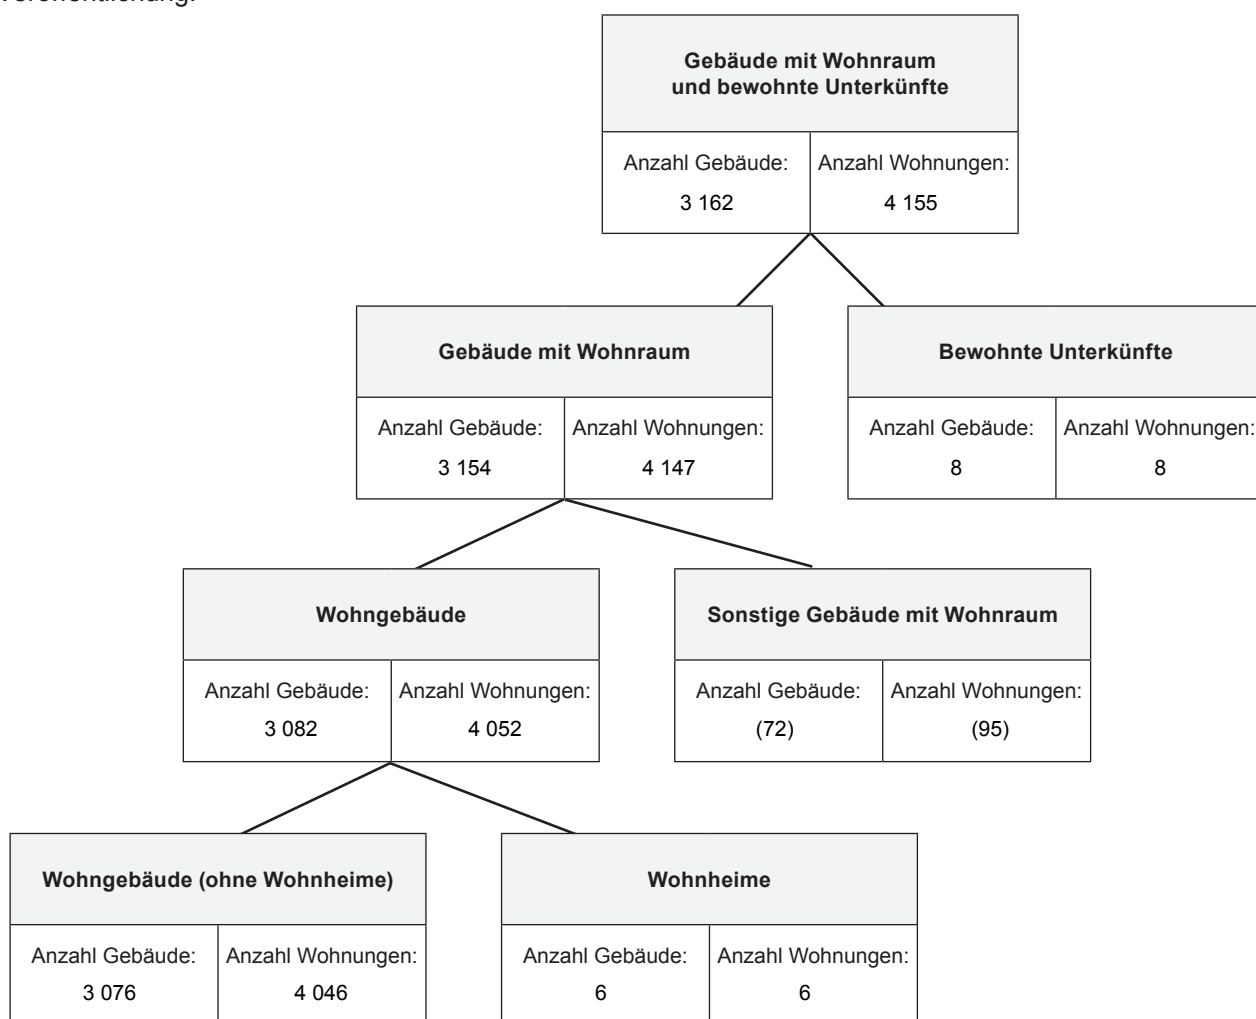 Veröffentlichung.
Gebäude mit Wohnraum
und bewohnte Unterkünfte
Anzahl Gebäude: Anzahl Wohnungen:
3 162 4 155
Gebäude mit Wohnraum Bewohnte Unterkünfte
Anzahl Gebäude: Anzahl Wohnungen: Anzahl Gebäude: Anzahl Wohnungen:
3 154 4 147 8 8
Wohngebäude Sonstige Gebäude mit Wohnraum
Anzahl Gebäude: Anzahl Wohnungen: Anzahl Gebäude: Anzahl Wohnungen:
3 082 4 052 (72) (95)
Wohngebäude (ohne Wohnheime) Wohnheime
Anzahl Gebäude: Anzahl Wohnungen: Anzahl Gebäude: Anzahl Wohnungen:
3 076 4 046 6 6